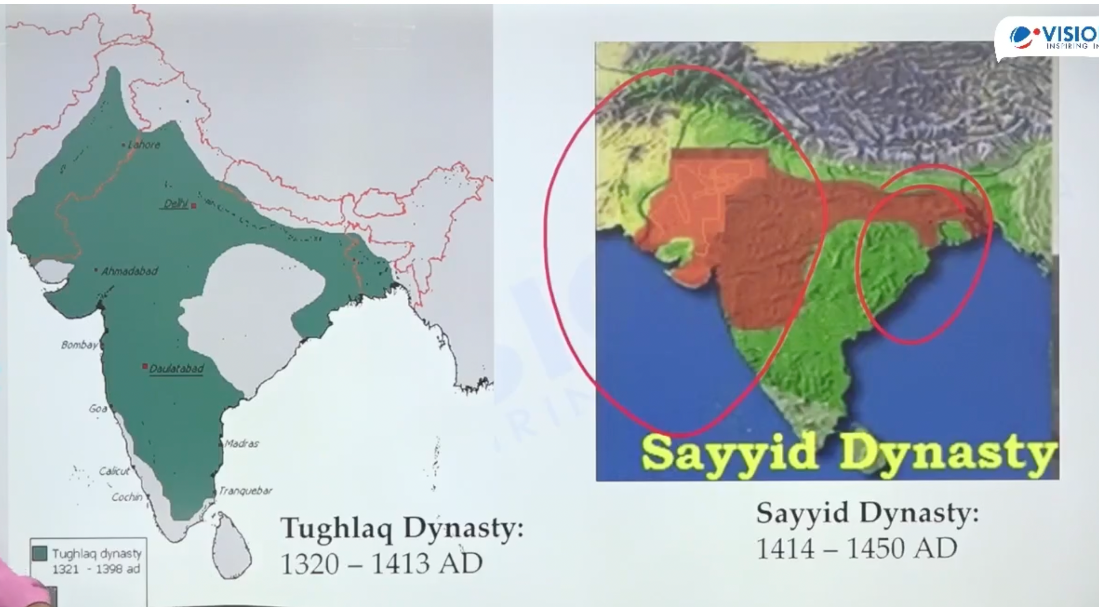 VISIO
INSPIRING IN
Lahore
Delhi
Ahmadabad
Bombay
Daulatabad
Goa
Madras
Calicut
Cochin
Tranquebar
Tughlaq dynasty
1321 - 1398 ad
Tughlaq Dynasty:
1320 – 1413 AD
Sayyid Dynasty
Sayyid Dynasty:
1414 – 1450 AD